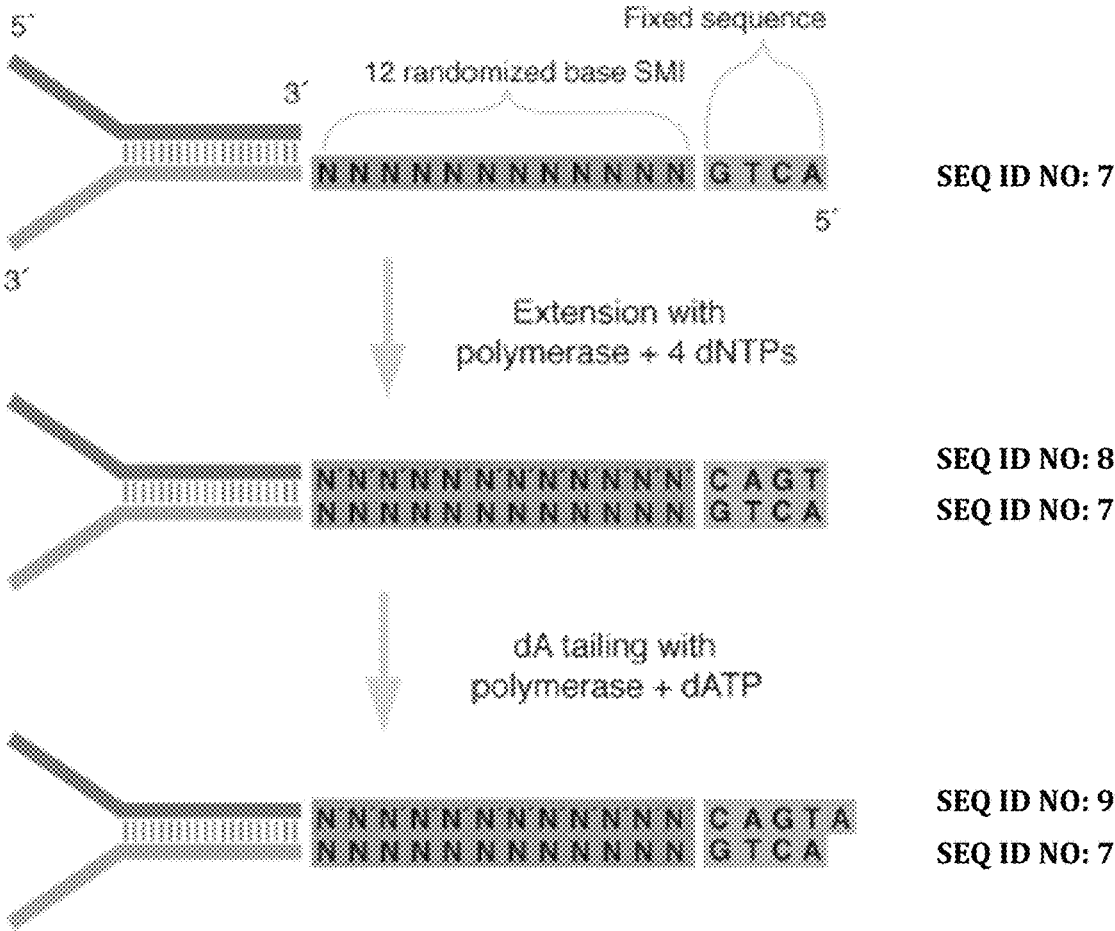 5´
Fixed sequence
12 randomized base SMI
3´
N N N N N N N N N N N N G T C A
SEQ ID NO: 7
5´
3´
Extension with
polymerase + 4 dNTPs
N N N N N N N N N N N N C A G T
SEQ ID NO: 8
N N N N N N N N N N N N G T C A
SEQ ID NO: 7
dA tailing with
polymerase + dATP
N N N N N N N N N N N N C A G T A
SEQ ID NO: 9
N N N N N N N N N N N N G T C A
SEQ ID NO: 7